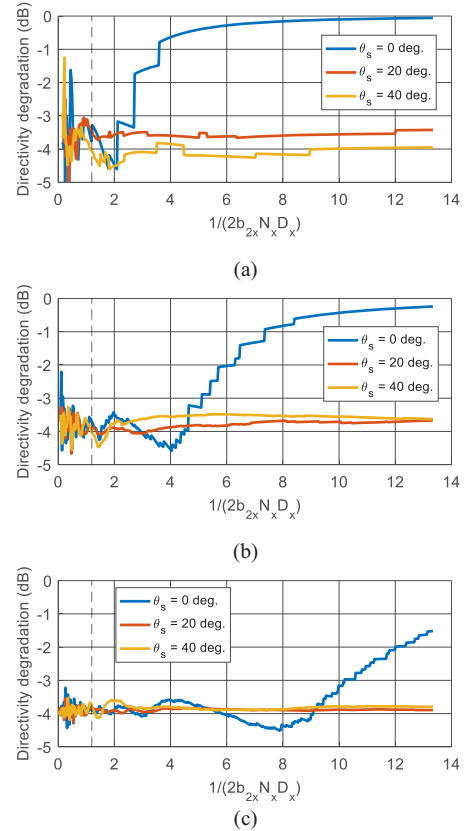 Directivity degradation (dB)
0
-1
-2
-3
-4
-5
θs = 0 deg.
θs = 20 deg.
θs = 40 deg.
0 2 4 6 8 10 12 14
1/(2b2xNxDx)
(a)
Directivity degradation (dB)
0
-1
-2
-3
-4
-5
θs = 0 deg.
θs = 20 deg.
θs = 40 deg.
0 2 4 6 8 10 12 14
1/(2b2xNxDx)
(b)
Directivity degradation (dB)
0
-1
-2
-3
-4
-5
θs = 0 deg.
θs = 20 deg.
θs = 40 deg.
0 2 4 6 8 10 12 14
1/(2b2xNxDx)
(c)